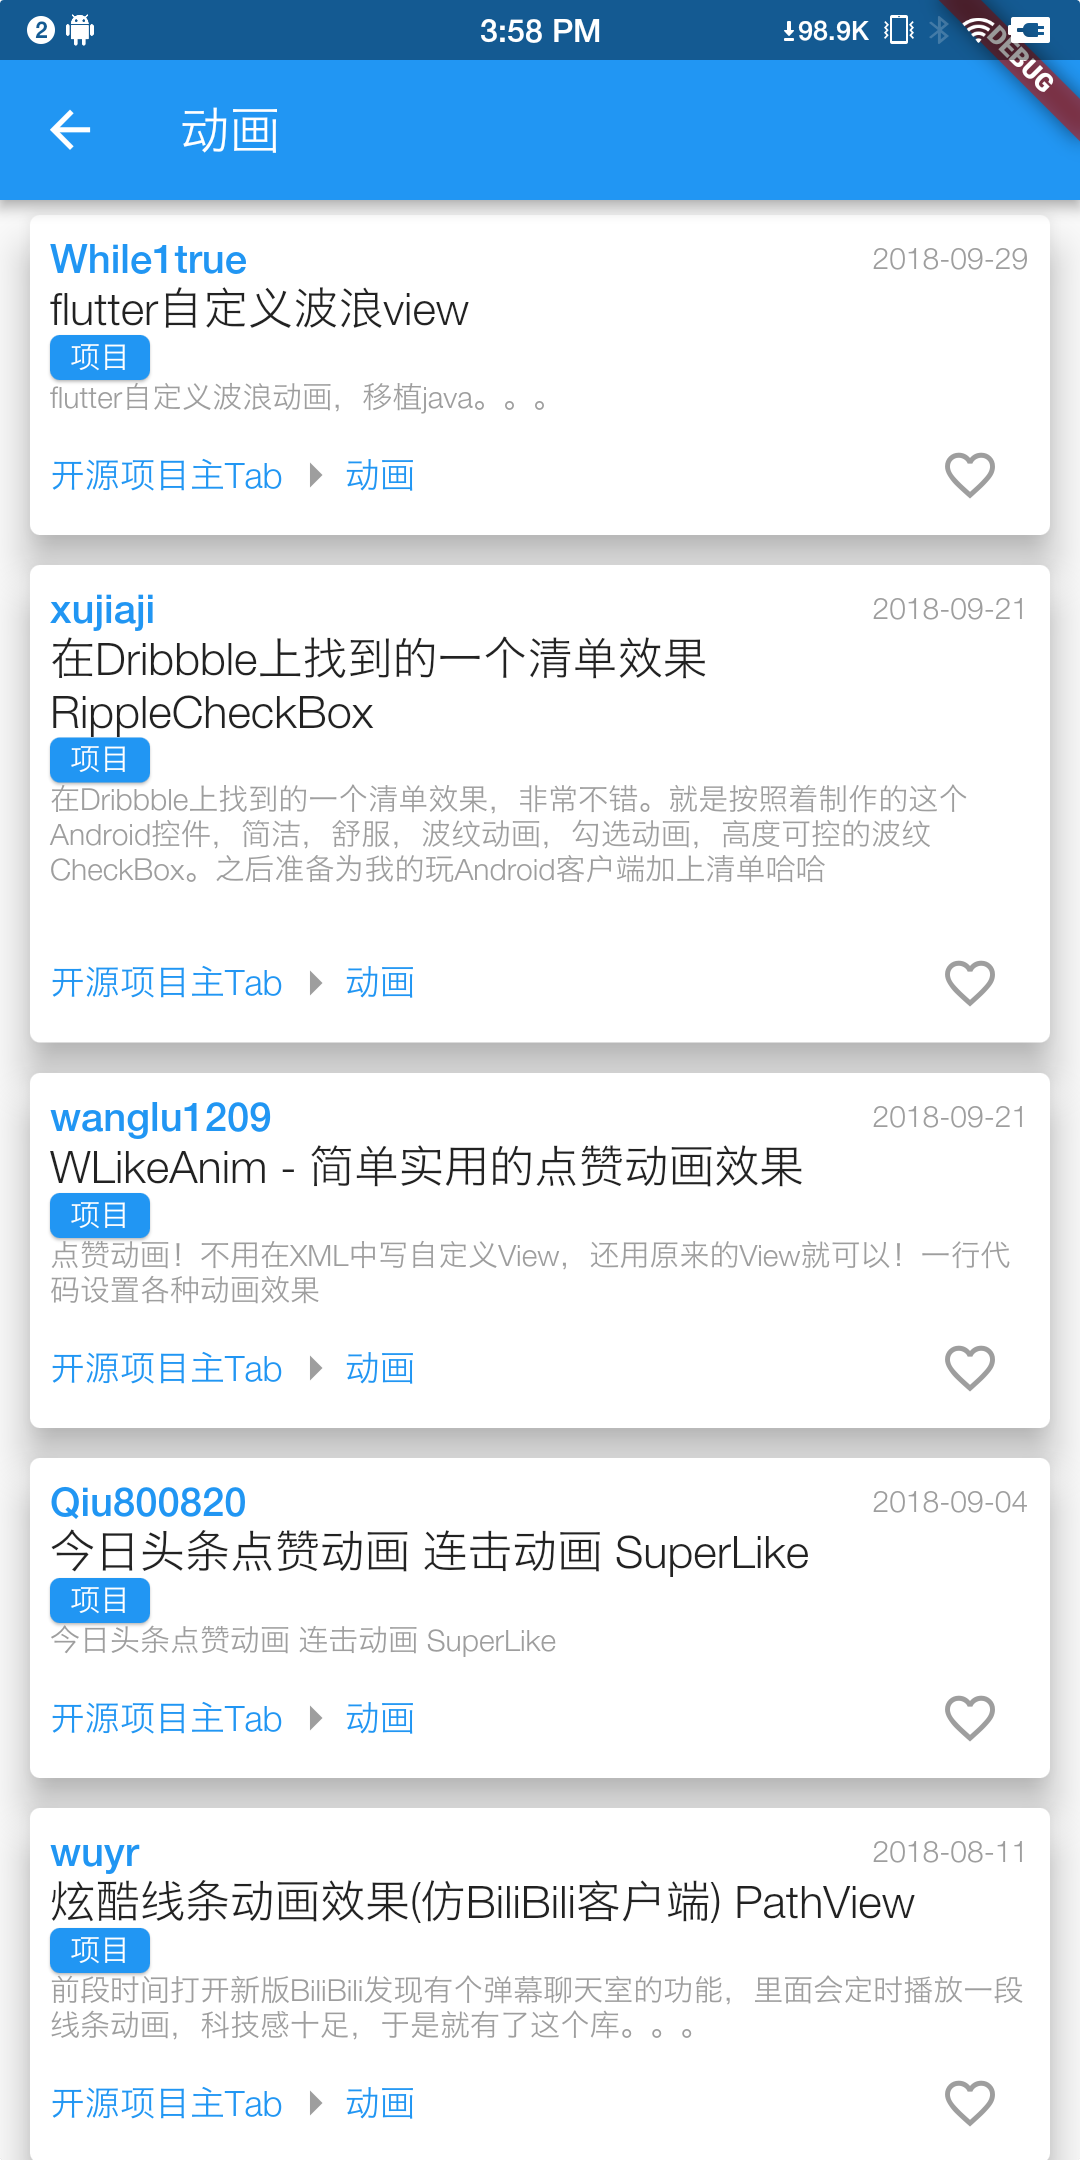 2
3:58 PM
98.9K
DEBUG
动画
While1true
2018-09-29
flutter自定义波浪view
项目
flutter自定义波浪动画，移植java。。。
开源项目主Tab
动画
xujiaji
2018-09-21
在Dribbble上找到的一个清单效果
RippleCheckBox
项目
在Dribbble上找到的一个清单效果，非常不错。就是按照着制作的这个
Android控件，简洁，舒服，波纹动画，勾选动画，高度可控的波纹
CheckBox。之后准备为我的玩Android客户端加上清单哈哈
开源项目主Tab
动画
wanglu1209
2018-09-21
WLikeAnim - 简单实用的点赞动画效果
项目
点赞动画！不用在XML中写自定义View，还用原来的View就可以！一行代
码设置各种动画效果
开源项目主Tab
动画
Qiu800820
2018-09-04
今日头条点赞动画 连击动画 SuperLike
项目
今日头条点赞动画 连击动画 SuperLike
开源项目主Tab
动画
wuyr
2018-08-11
炫酷线条动画效果(仿BiliBili客户端) PathView
项目
前段时间打开新版BiliBili发现有个弹幕聊天室的功能，里面会定时播放一段
线条动画，科技感十足，于是就有了这个库。。。
开源项目主Tab
动画